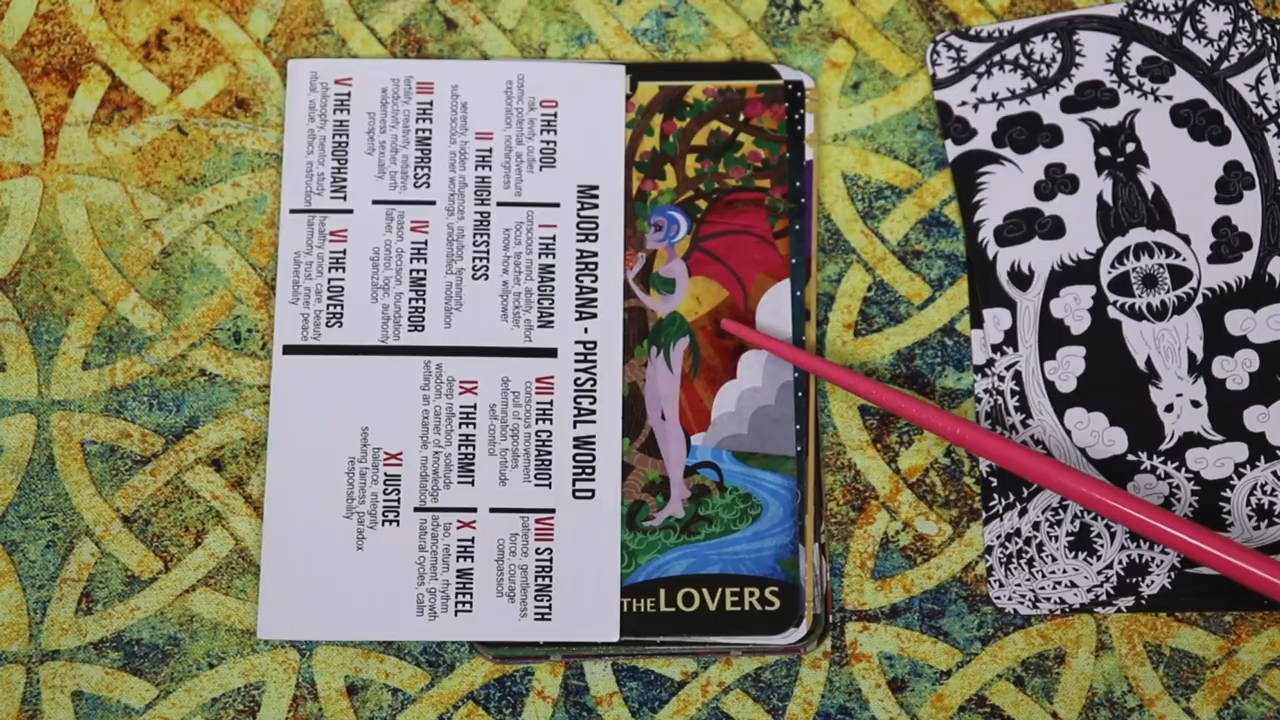 MAJOR ARCANA - PHYSICAL WORLD
0 THE FOOL
risk, levity, outlier
cosmic potential, adventure
exploration, nothingness
I THE MAGICIAN
conscious mind, ability, effort
focus, teacher, trickster,
know-how, willpower
II THE HIGH PRIESTESS
serenity, hidden influences, intuition, femininity
subconscious, inner workings, unidentified, motivation
III THE EMPRESS
fertility, creativity, initiative,
productivity, mother, birth
wilderness, sexuality,
prosperity
IV THE EMPEROR
reason, decision, foundation
father, control, logic, authority
organization
V THE HIEROPHANT
philosophy, mentor, study
ritual, value, ethics, instruction
VI THE LOVERS
healthy union, care, beauty
harmony, trust, inner peace
vulnerability
VII THE CHARIOT
conscious movement
pull of opposites,
determination, fortitude
self-control
VIII STRENGTH
patience, gentleness,
force, courage
compassion
IX THE HERMIT
deep reflection, solitude
wisdom, carrier of knowledge
setting an example, meditation
X THE WHEEL
tao, return, rhythm
advancement, growth
natural cycles, calm
XI JUSTICE
balance, integrity
seeking fairness, paradox
responsibility
THE LOVERS